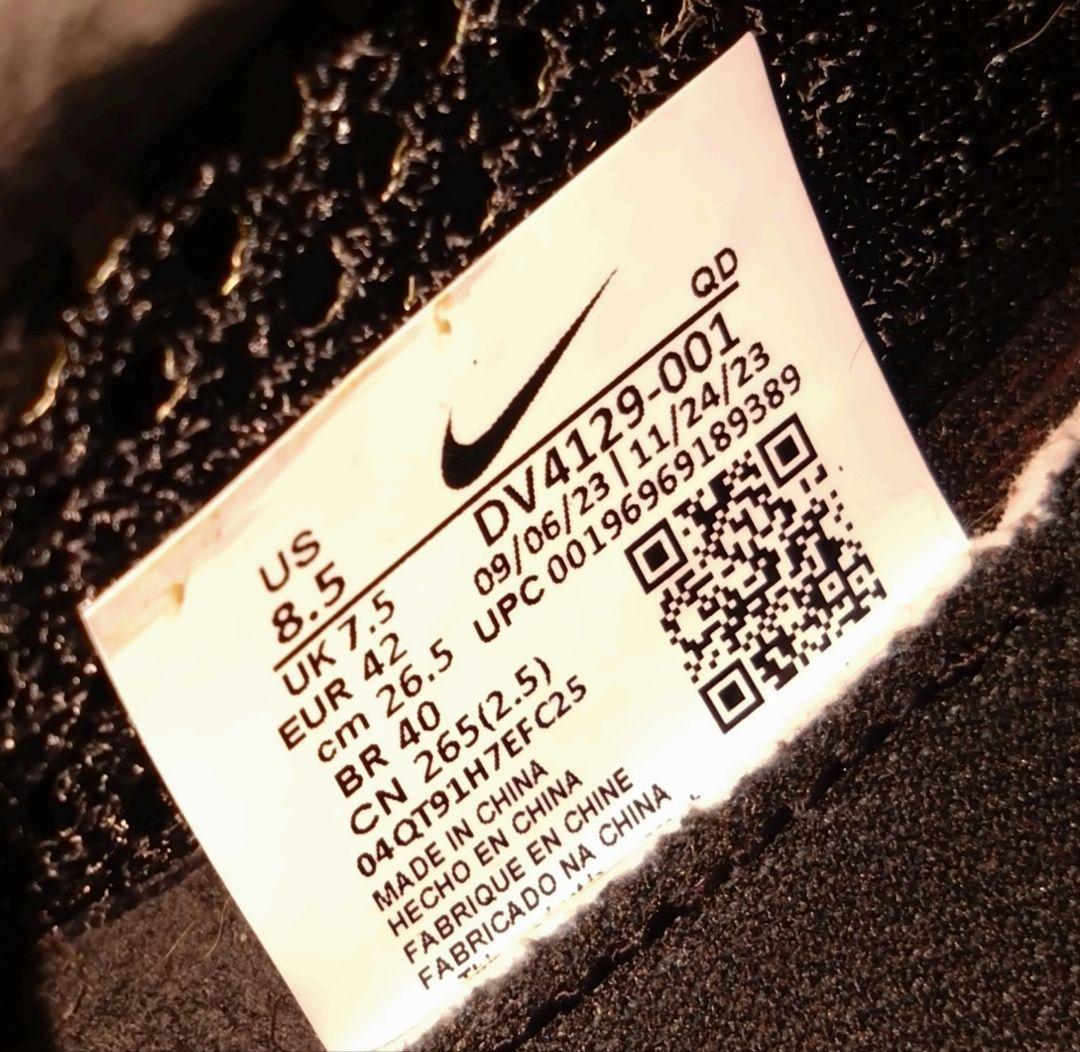 QD
US
8.5
DV4129-001
09/06/23 | 11/24/23
UPC 00196969189389
UK 7.5
EUR 42
cm 26.5
BR 40
CN 265(2.5)
04QT91H7EFC25
MADE IN CHINA
HECHO EN CHINA
FABRIQUE EN CHINE
FABRICADO NA CHINA